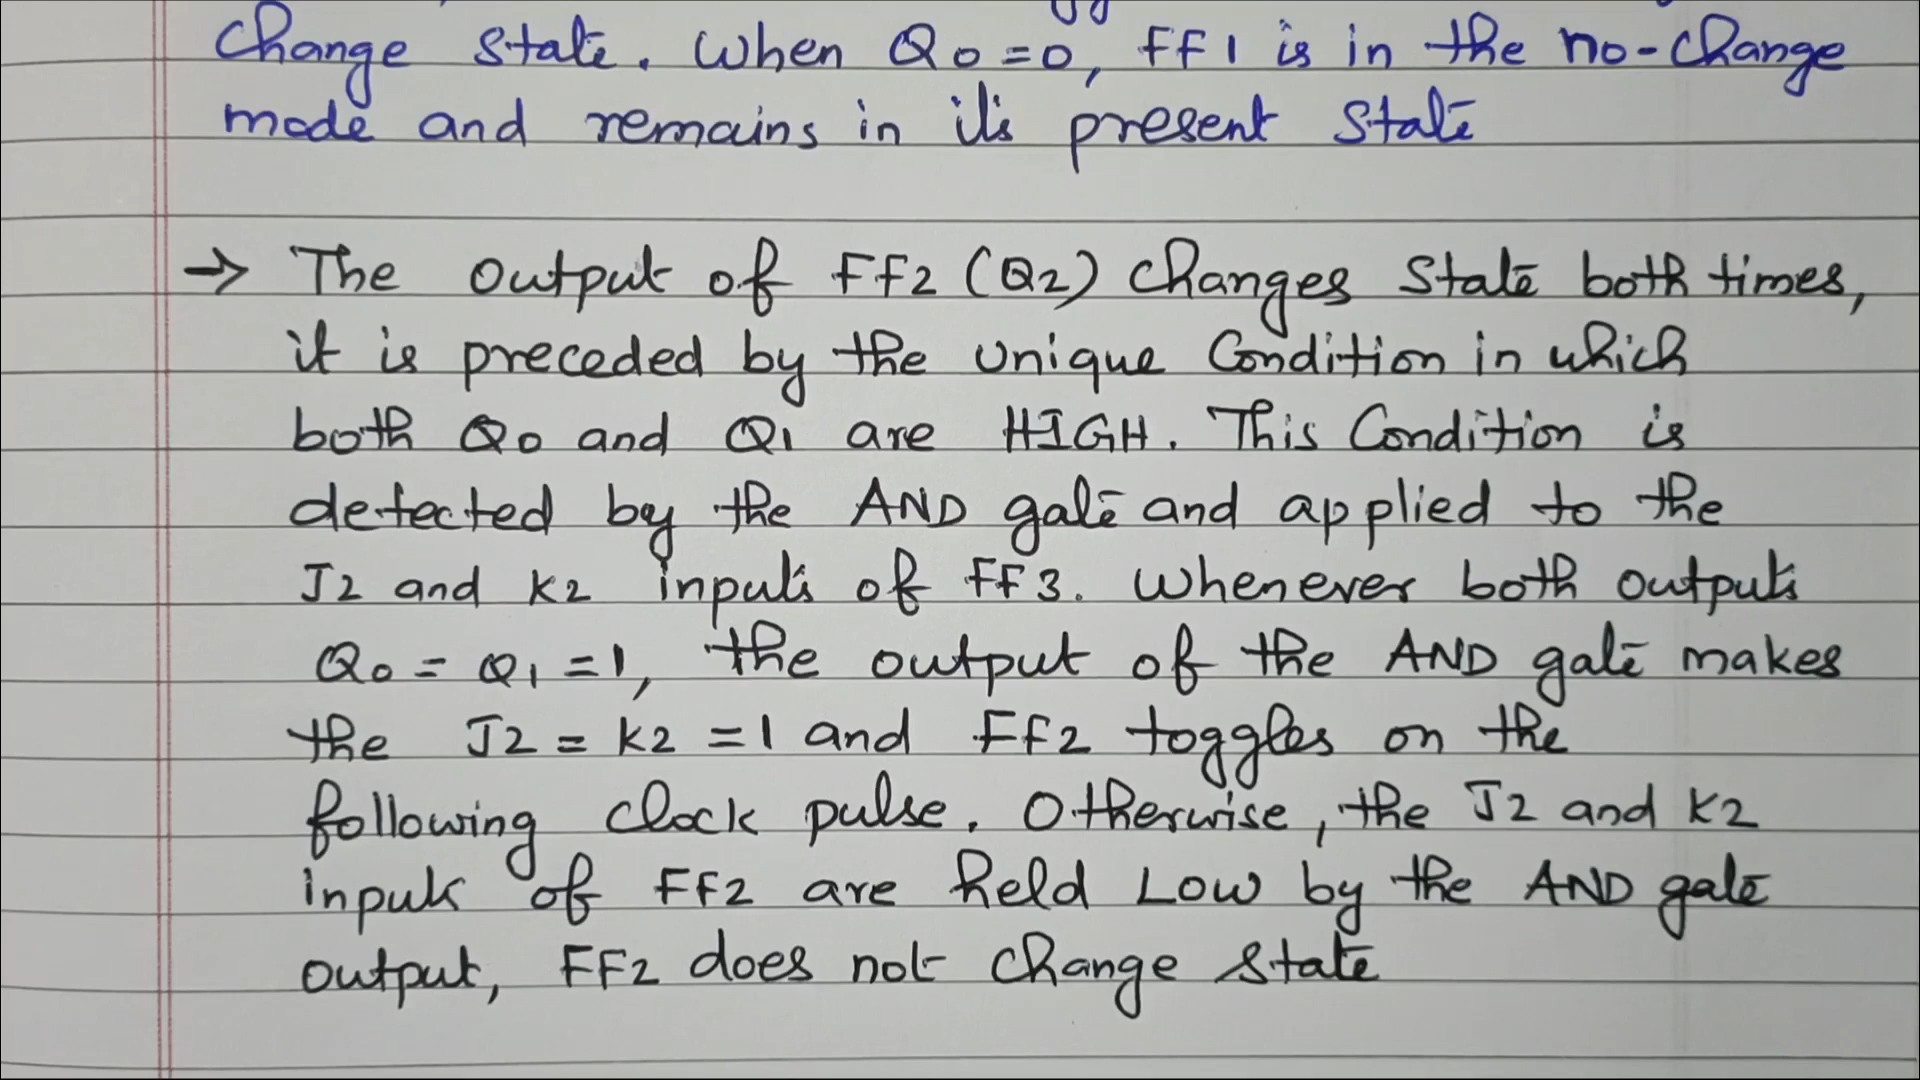 Change state. When Q0=0, FF1 is in the no-change
mode and remains in its present state
→ The output of FF2 (Q2) changes state both times,
it is preceded by the unique Condition in which
both Q0 and Q1 are HIGH. This Condition is
detected by the AND gate and applied to the
J2 and K2 inputs of FF3. Whenever both outputs
Q0 = Q1 = 1, the output of the AND gate makes
the J2 = K2 = 1 and FF2 toggles on the
following clock pulse. Otherwise, the J2 and K2
inputs of FF2 are held Low by the AND gate
output, FF2 does not change state